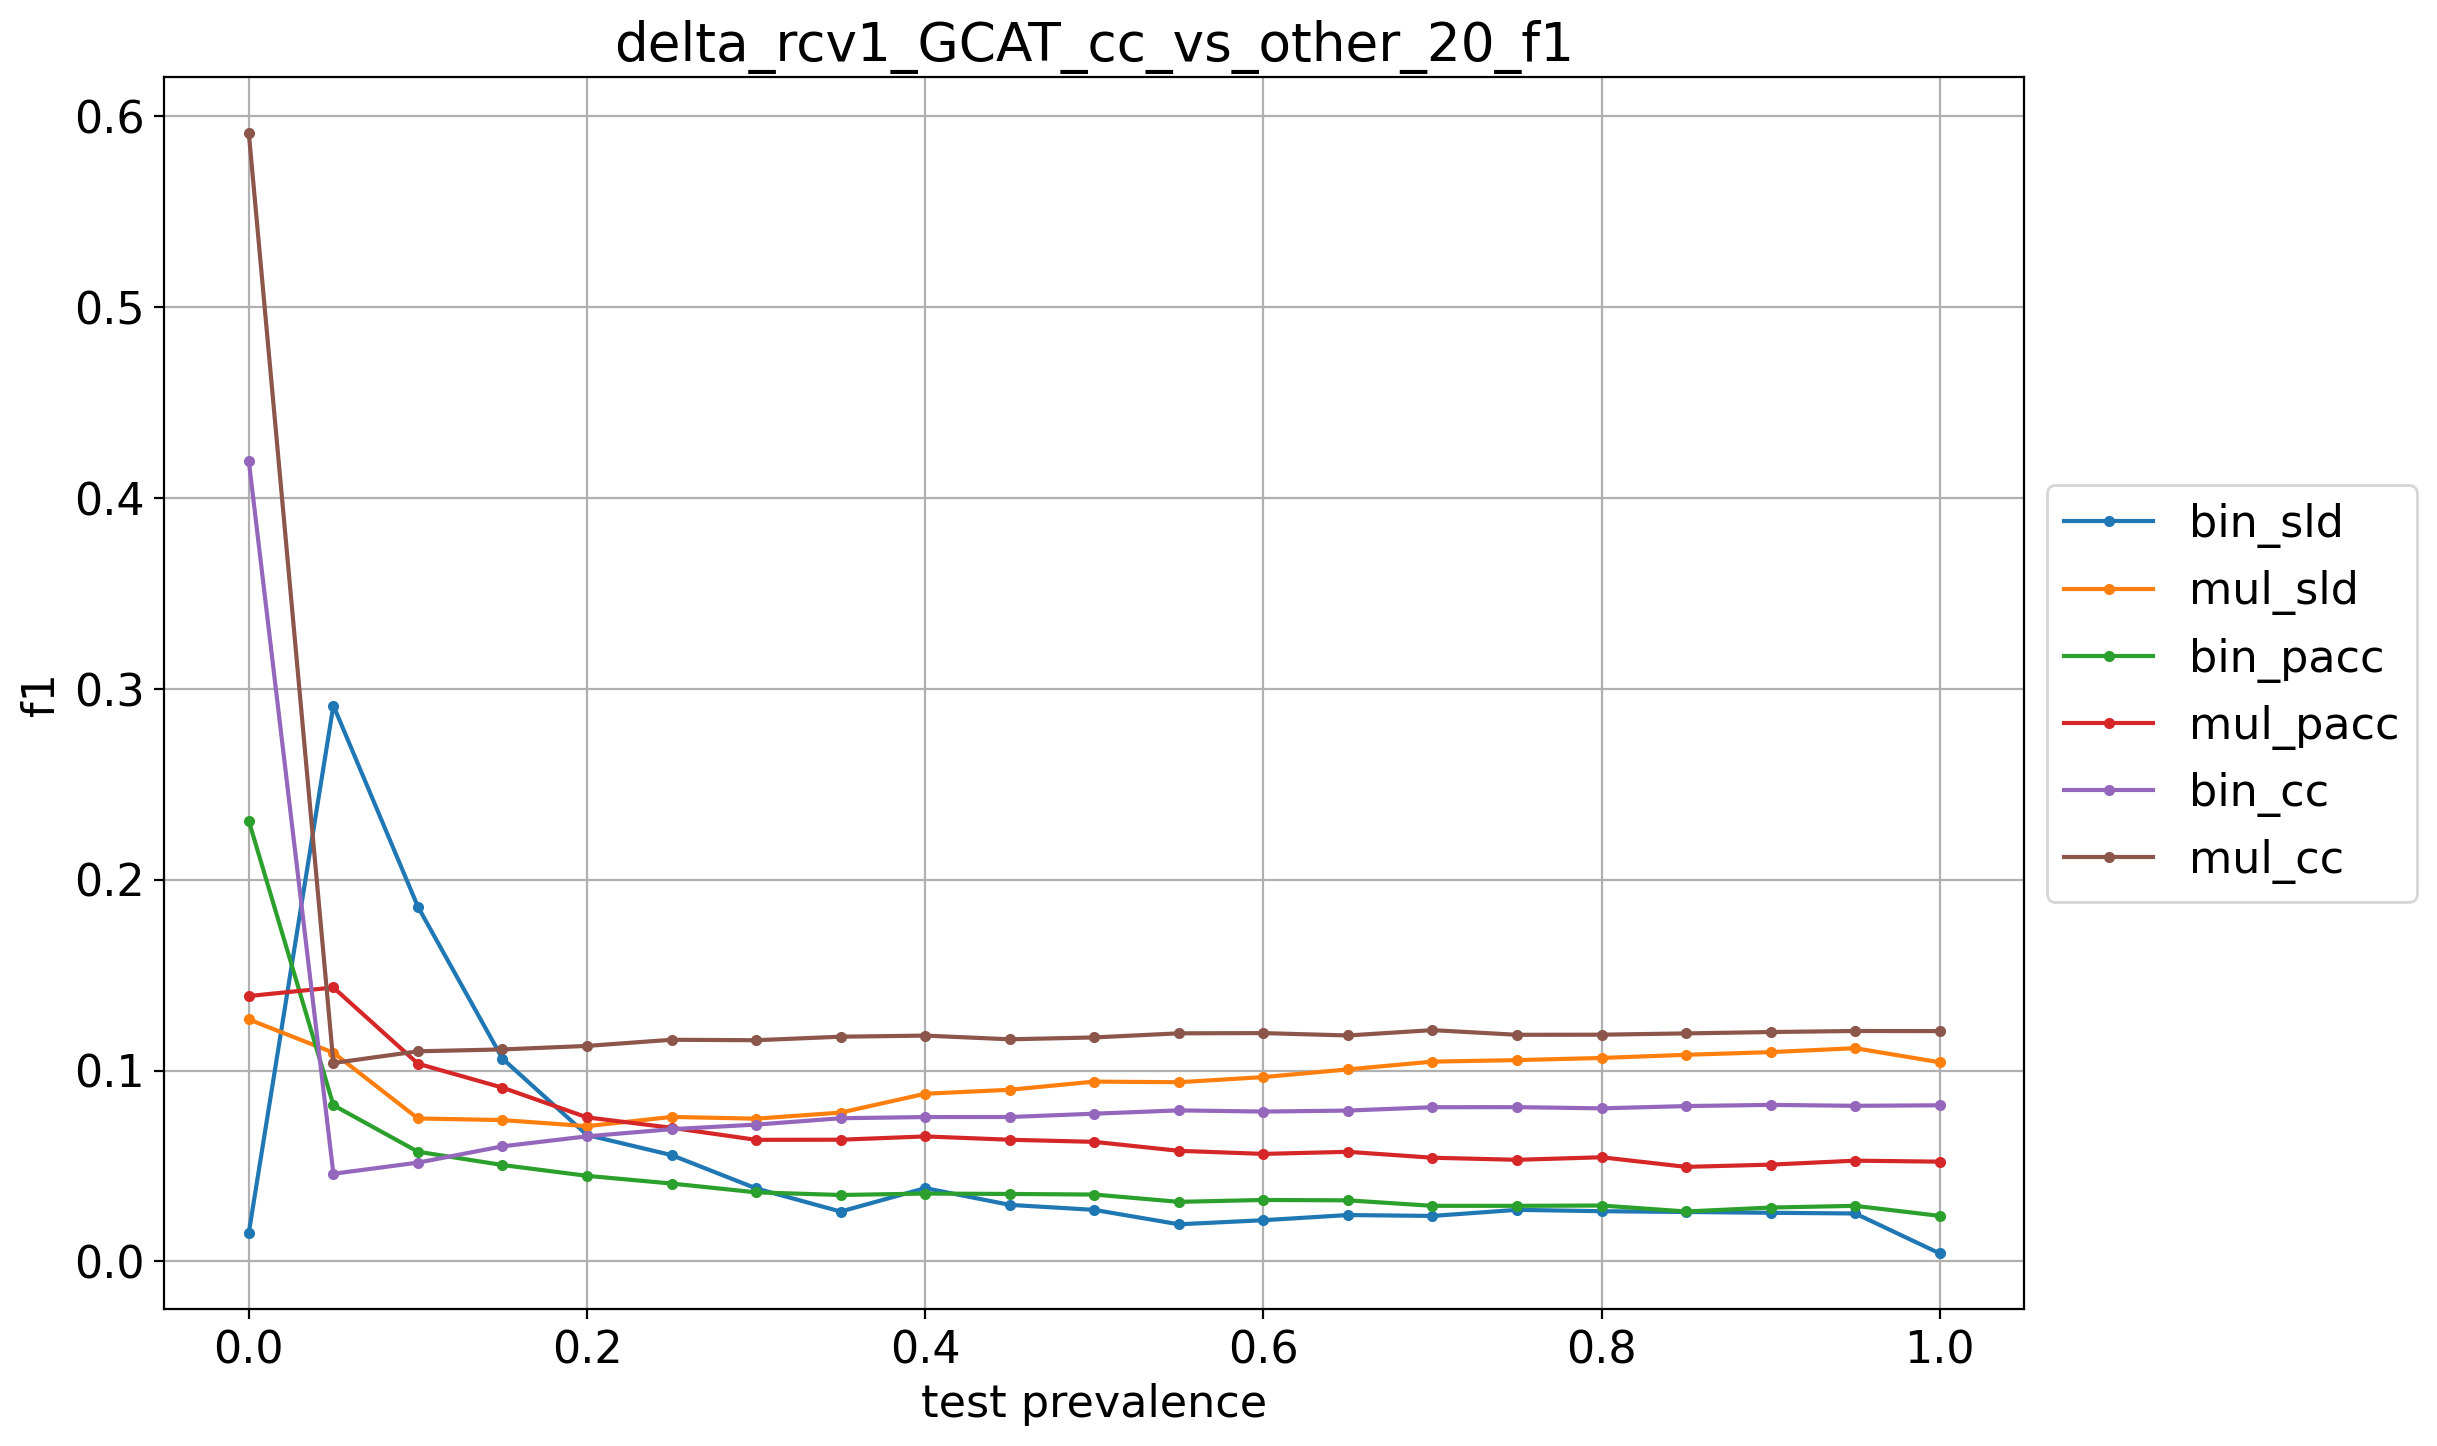 delta_rcv1_GCAT_cc_vs_other_20_f1
0.6
0.5
0.4
0.3
0.2
0.1
0.0
f1
0.0 0.2 0.4 0.6 0.8 1.0
test prevalence
bin_sld
mul_sld
bin_pacc
mul_pacc
bin_cc
mul_cc